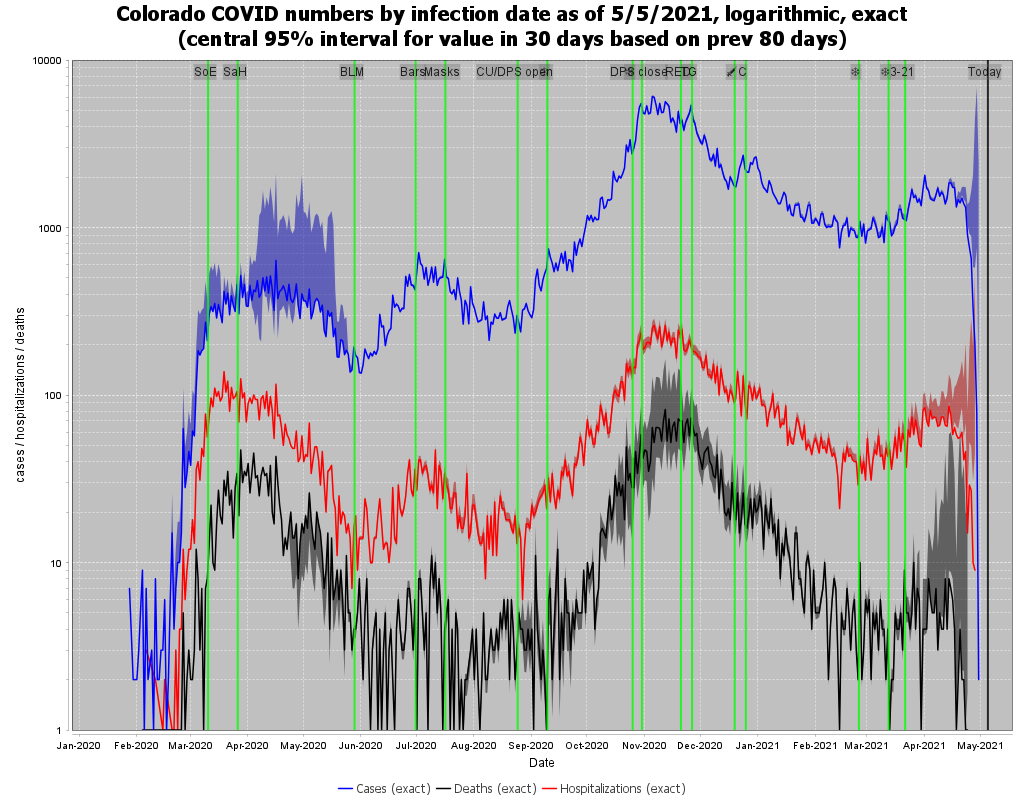 Colorado COVID numbers by infection date as of 5/5/2021, logarithmic, exact
(central 95% interval for value in 30 days based on prev 80 days)
SoE SaH BLM Bars Masks CU/DPS open DPS close RE TG C ❄ ❄3-21 Today
10000
1000
100
10
1
cases / hospitalizations / deaths
Jan-2020 Feb-2020 Mar-2020 Apr-2020 May-2020 Jun-2020 Jul-2020 Aug-2020 Sep-2020 Oct-2020 Nov-2020 Dec-2020 Jan-2021 Feb-2021 Mar-2021 Apr-2021 May-2021
Date
Cases (exact) Deaths (exact) Hospitalizations (exact)